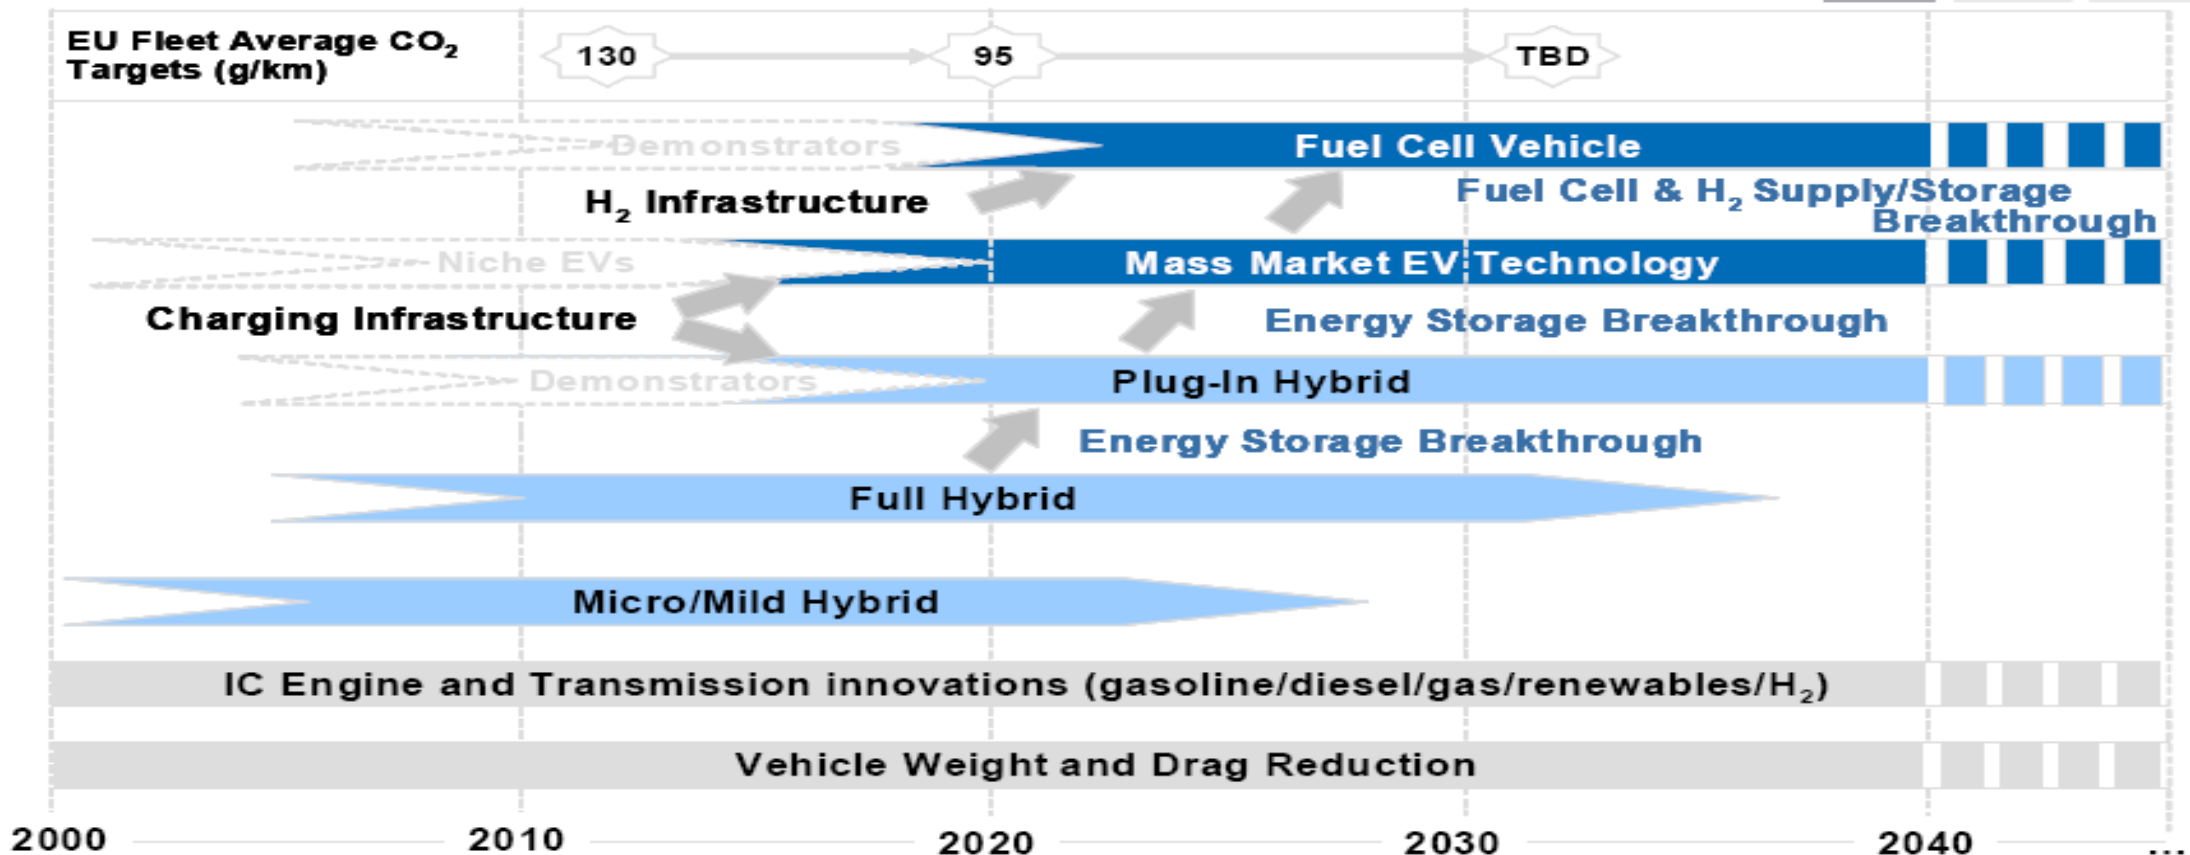 EU Fleet Average CO₂
Targets (g/km)
130
95
TBD
Demonstrators
Fuel Cell Vehicle
H₂ Infrastructure
Fuel Cell & H₂ Supply/Storage
Breakthrough
Niche EVs
Mass Market EV Technology
Charging Infrastructure
Energy Storage Breakthrough
Demonstrators
Plug-In Hybrid
Energy Storage Breakthrough
Full Hybrid
Micro/Mild Hybrid
IC Engine and Transmission innovations (gasoline/diesel/gas/renewables/H₂)
Vehicle Weight and Drag Reduction
2000
2010
2020
2030
2040
...